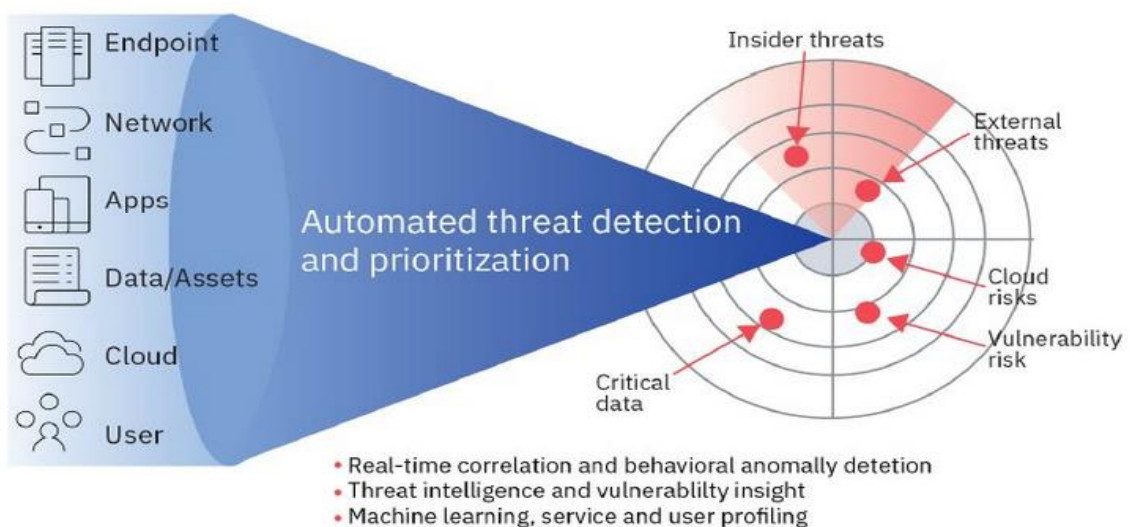 Endpoint
Network
Apps
Data/Assets
Cloud
User
Automated threat detection
and prioritization
Insider threats
External
threats
Cloud
risks
Vulnerability
risk
Critical
data
• Real-time correlation and behavioral anomally detetion
• Threat intelligence and vulnerablilty insight
• Machine learning, service and user profiling